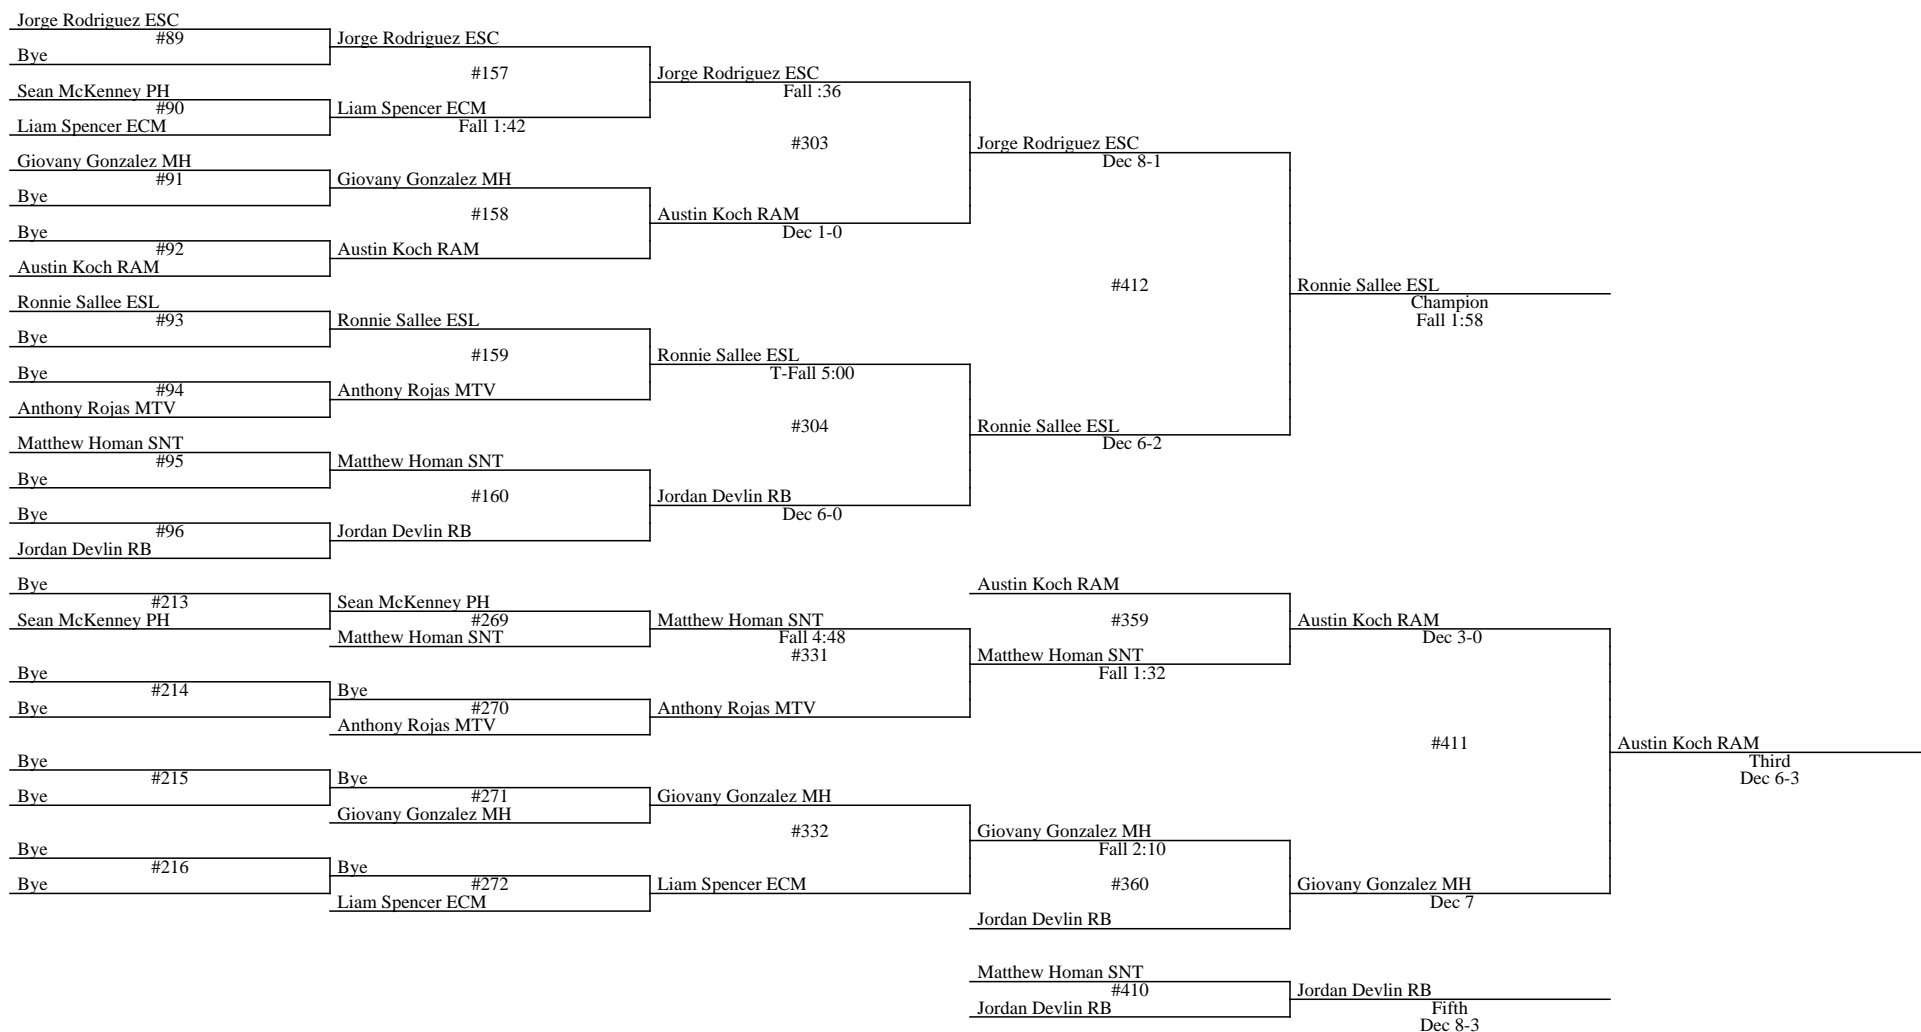 Jorge Rodriguez ESC
#89
Bye
Jorge Rodriguez ESC
#157
Sean McKenney PH
#90
Liam Spencer ECM
Liam Spencer ECM
Fall 1:42
Jorge Rodriguez ESC
Fall :36
#303
Giovany Gonzalez MH
#91
Bye
Giovany Gonzalez MH
#158
Bye
#92
Austin Koch RAM
Austin Koch RAM
Austin Koch RAM
Dec 1-0
Jorge Rodriguez ESC
Dec 8-1
#412
Ronnie Sallee ESL
#93
Bye
Ronnie Sallee ESL
#159
Bye
#94
Anthony Rojas MTV
Anthony Rojas MTV
Ronnie Sallee ESL
T-Fall 5:00
#304
Matthew Homan SNT
#95
Bye
Matthew Homan SNT
#160
Bye
#96
Jordan Devlin RB
Jordan Devlin RB
Jordan Devlin RB
Dec 6-0
Ronnie Sallee ESL
Dec 6-2
Ronnie Sallee ESL
Champion
Fall 1:58
Bye
#213
Sean McKenney PH
Sean McKenney PH
#269
Matthew Homan SNT
Matthew Homan SNT
Fall 4:48
#331
Bye
#214
Bye
Bye
#270
Anthony Rojas MTV
Anthony Rojas MTV
Austin Koch RAM
#359
Matthew Homan SNT
Fall 1:32
Austin Koch RAM
Dec 3-0
#411
Bye
#215
Bye
Bye
#271
Giovany Gonzalez MH
Giovany Gonzalez MH
#332
Bye
#216
Bye
Bye
#272
Liam Spencer ECM
Liam Spencer ECM
Giovany Gonzalez MH
Fall 2:10
#360
Jordan Devlin RB
Giovany Gonzalez MH
Dec 7
Austin Koch RAM
Third
Dec 6-3
Matthew Homan SNT
#410
Jordan Devlin RB
Jordan Devlin RB
Fifth
Dec 8-3